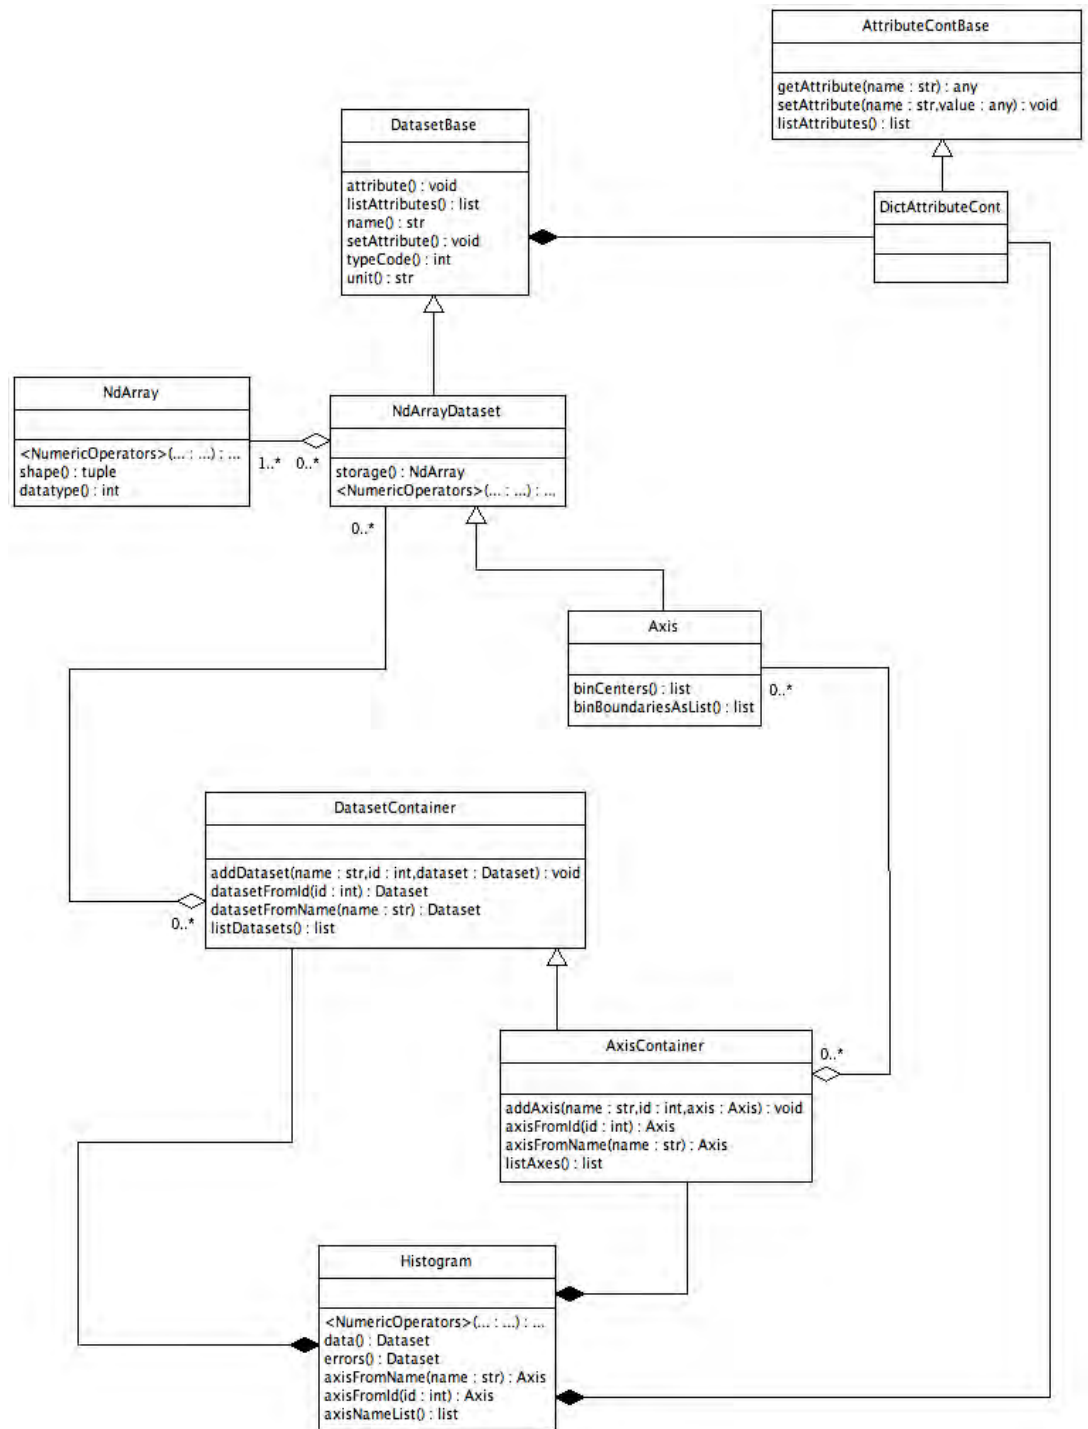 AttributeContBase
getAttribute(name : str) : any
setAttribute(name : str,value : any) : void
listAttributes() : list
DatasetBase
attribute() : void
listAttributes() : list
name() : str
setAttribute() : void
typeCode() : int
unit() : str
DictAttributeCont
NdArray
<NumericOperators>(... : ...) : ...
shape() : tuple
datatype() : int
1..*
0..*
NdArrayDataset
storage() : NdArray
<NumericOperators>(... : ...) : ...
0..*
Axis
binCenters() : list
binBoundariesAsList() : list
0..*
DatasetContainer
addDataset(name : str,id : int,dataset : Dataset) : void
datasetFromId(id : int) : Dataset
datasetFromName(name : str) : Dataset
listDatasets() : list
0..*
AxisContainer
addAxis(name : str,id : int,axis : Axis) : void
axisFromId(id : int) : Axis
axisFromName(name : str) : Axis
listAxes() : list
0..*
Histogram
<NumericOperators>(... : ...) : ...
data() : Dataset
errors() : Dataset
axisFromName(name : str) : Axis
axisFromId(id : int) : Axis
axisNameList() : list